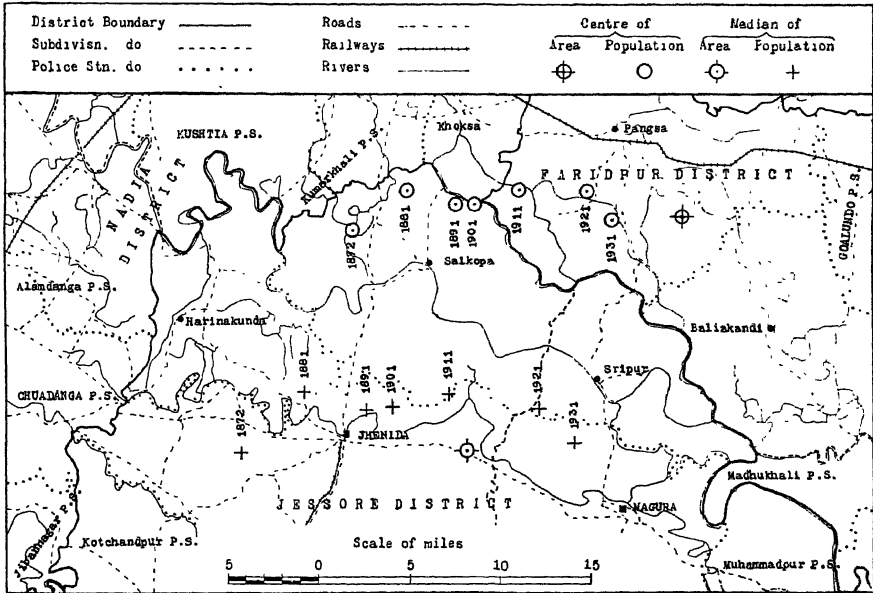 District Boundary Roads Centre of Median of
Subdivisn. do Railways Area Population Area Population
Police Stn. do Rivers
KUSHTIA P.S.
Kumarkhali P.S.
Khoksa
Pangsa
NADIA
DISTRICT
FARIDPUR DISTRICT
GOALUNDO P.S.
1872
1881
1891
1901
1911
1921
1931
Salkopa
Alamdanga P.S.
Harinakunda
Baliakandi
Sripur
CHUADANGA P.S.
1872
1881
1891
1901
1911
1921
1931
JHENIDA
Madhukhali P.S.
JESSORE DISTRICT
MAGURA
Jibannagar P.S.
Kotchandpur P.S.
Scale of miles
Muhammadpur P.S.
5 0 5 10 15